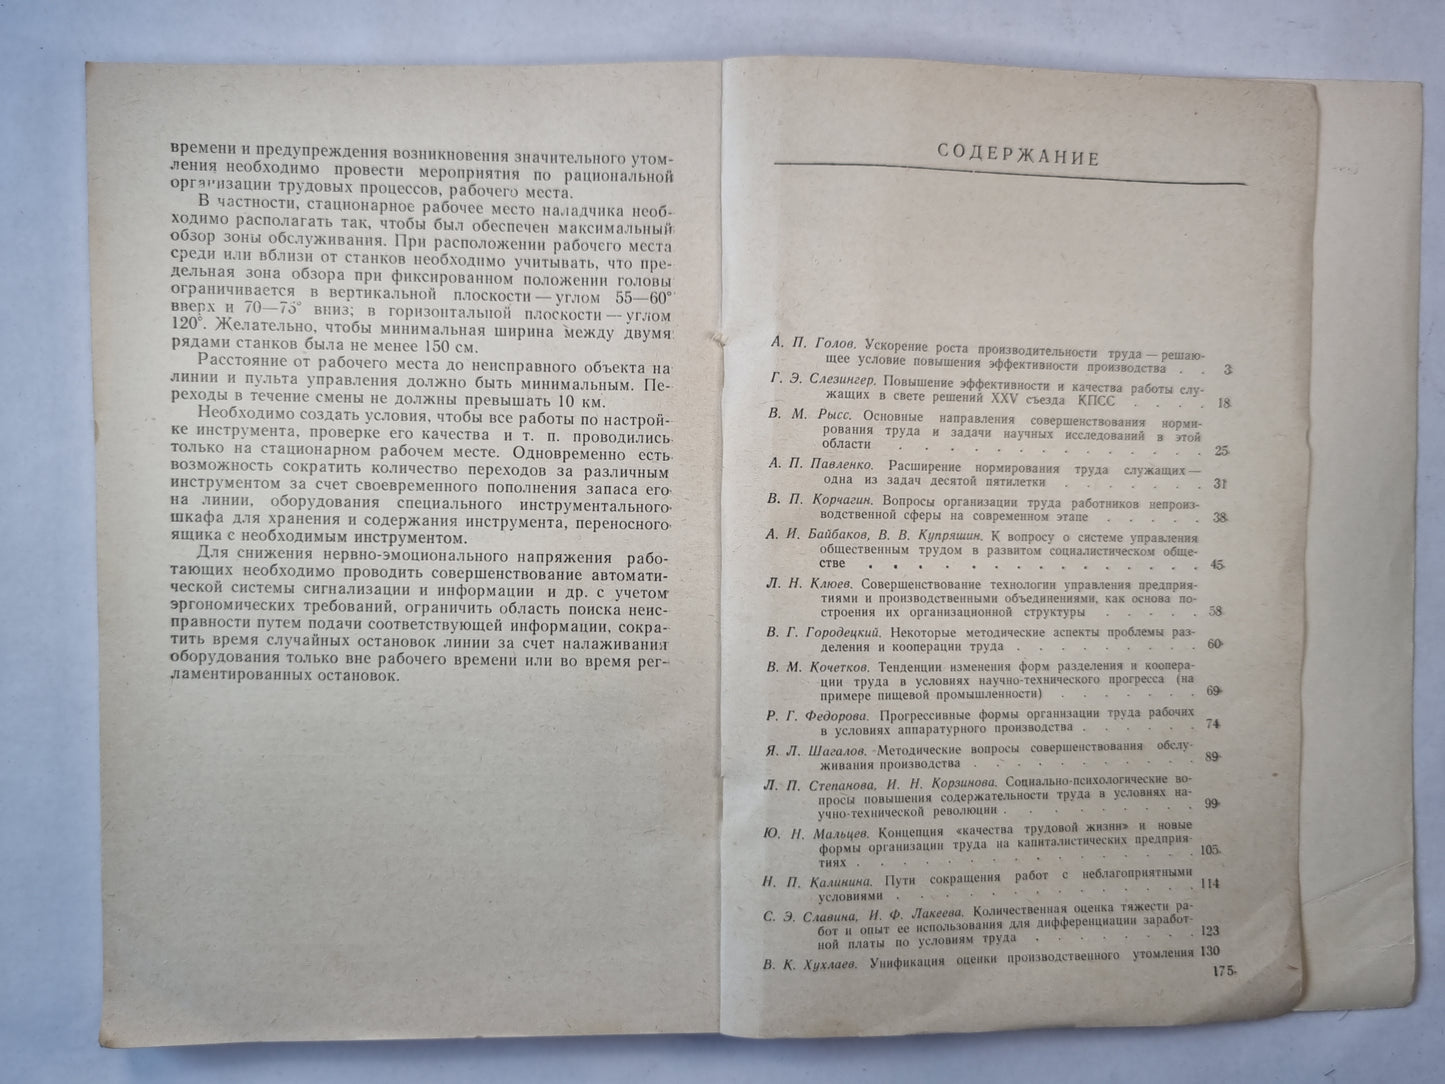 времени и предупреждения возникновения значительного утом-
ления необходимо провести мероприятия по рациональной
организации трудовых процессов, рабочего места.
В частности, стационарное рабочее место наладчика необ-
ходимо располагать так, чтобы был обеспечен максимальный
обзор зоны обслуживания. При расположении рабочего места
среди или вблизи от станков необходимо учитывать, что пре-
дельная зона обзора при фиксированном положении головы
ограничивается в вертикальной плоскости — углом 55—60°
вверх и 70—75° вниз; в горизонтальной плоскости — углом
120°. Желательно, чтобы минимальная ширина между двумя
рядами станков была не менее 150 см.
Расстояние от рабочего места до неисправного объекта на
линии и пульта управления должно быть минимальным. Пе-
реходы в течение смены не должны превышать 10 км.
Необходимо создать условия, чтобы все работы по настрой-
ке инструмента, проверке его качества и т. п. проводились
только на стационарном рабочем месте. Одновременно есть
возможность сократить количество переходов за различным
инструментом за счет своевременного пополнения запаса его
на линии, оборудования специального инструментального
шкафа для хранения и содержания инструмента, переносного
ящика с необходимым инструментом.
Для снижения нервно-эмоционального напряжения рабо-
тающих необходимо проводить совершенствование автомати-
ческой системы сигнализации и информации и др. с учетом
эргономических требований, ограничить область поиска неис-
правности путем подачи соответствующей информации, сокра-
тить время случайных остановок линии за счет налаживания
оборудования только вне рабочего времени или во время рег-
ламентированных остановок.
СОДЕРЖАНИЕ
А. П. Голов. Ускорение роста производительности труда — решаю-
щее условие повышения эффективности производства . . 3
Г. Э. Слезингер. Повышение эффективности и качества работы слу-
жащих в свете решений XXV съезда КПСС . . . . 18
В. М. Рысс. Основные направления совершенствования норми-
рования труда и задачи научных исследований в этой
области . . . . . . . . . . . . . 25
А. П. Павленко. Расширение нормирования труда служащих —
одна из задач десятой пятилетки . . . . . . . 31
В. П. Корчагин. Вопросы организации труда работников непроиз-
водственной сферы на современном этапе . . . . . 38
А. И. Байбаков, В. В. Купряшин. К вопросу о системе управления
общественным трудом в развитом социалистическом обще-
стве . . . . . . . . . . . . . . 45
Л. Н. Клюев. Совершенствование технологии управления предприя-
тиями и производственными объединениями, как основа по-
строения их организационной структуры . . . . . 58
В. Г. Городецкий. Некоторые методические аспекты проблемы раз-
деления и кооперации труда . . . . . . . . 60
В. М. Кочетков. Тенденции изменения форм разделения и коопера-
ции труда в условиях научно-технического прогресса (на
примере пищевой промышленности) . . . . . . . 69
Р. Г. Федорова. Прогрессивные формы организации труда рабочих
в условиях аппаратурного производства . . . . . . 74
Я. Л. Шагалов. Методические вопросы совершенствования обслу-
живания производства . . . . . . . . . . 89
Л. П. Степанова, И. Н. Корзинова. Социально-психологические во-
просы повышения содержательности труда в условиях на-
учно-технической революции . . . . . . . . 99
Ю. Н. Мальцев. Концепция «качества трудовой жизни» и новые
формы организации труда на капиталистических предприя-
тиях . . . . . . . . . . . . . . 105
Н. П. Калинина. Пути сокращения работ с неблагоприятными
условиями . . . . . . . . . . . . 114
С. Э. Славина, И. Ф. Лакеева. Количественная оценка тяжести ра-
бот и опыт ее использования для дифференциации заработ-
ной платы по условиям труда . . . . . . . 123
В. К. Хухлаев. Унификация оценки производственного утомления 130
175